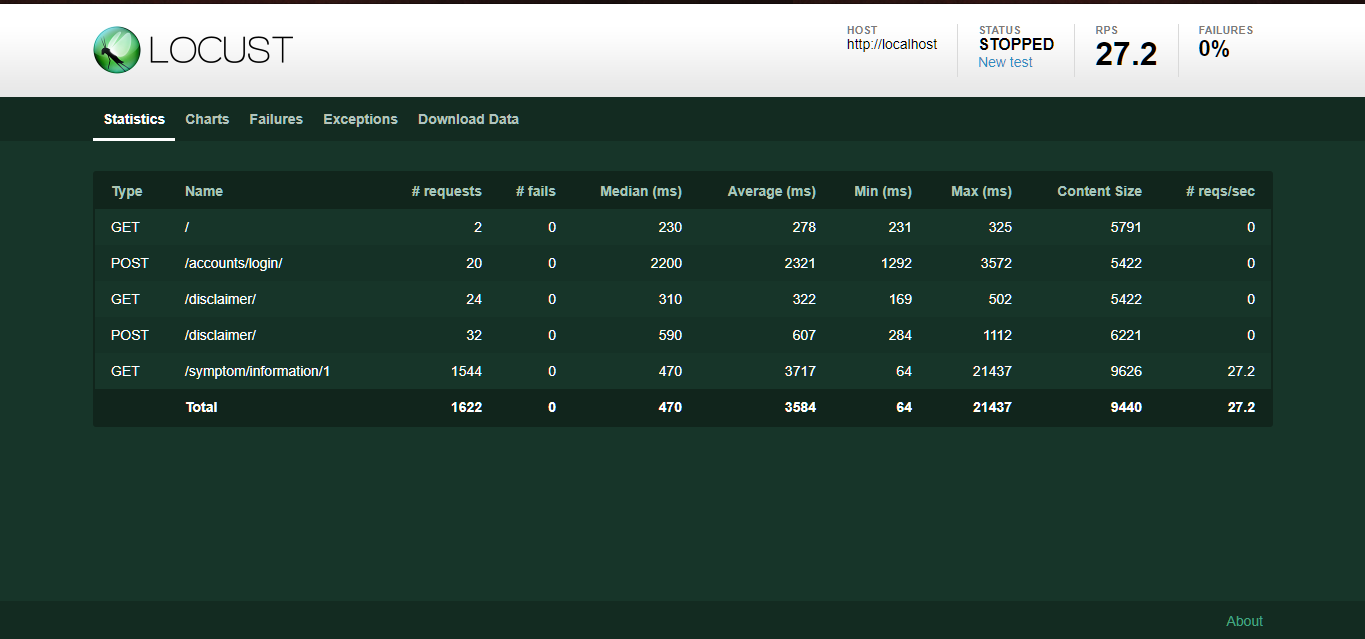 LOCUST
HOST
http://localhost
STATUS
STOPPED
New test
RPS
27.2
FAILURES
0%
Statistics Charts Failures Exceptions Download Data
Type Name # requests # fails Median (ms) Average (ms) Min (ms) Max (ms) Content Size # reqs/sec
GET / 2 0 230 278 231 325 5791 0
POST /accounts/login/ 20 0 2200 2321 1292 3572 5422 0
GET /disclaimer/ 24 0 310 322 169 502 5422 0
POST /disclaimer/ 32 0 590 607 284 1112 6221 0
GET /symptom/information/1 1544 0 470 3717 64 21437 9626 27.2
Total 1622 0 470 3584 64 21437 9440 27.2
About